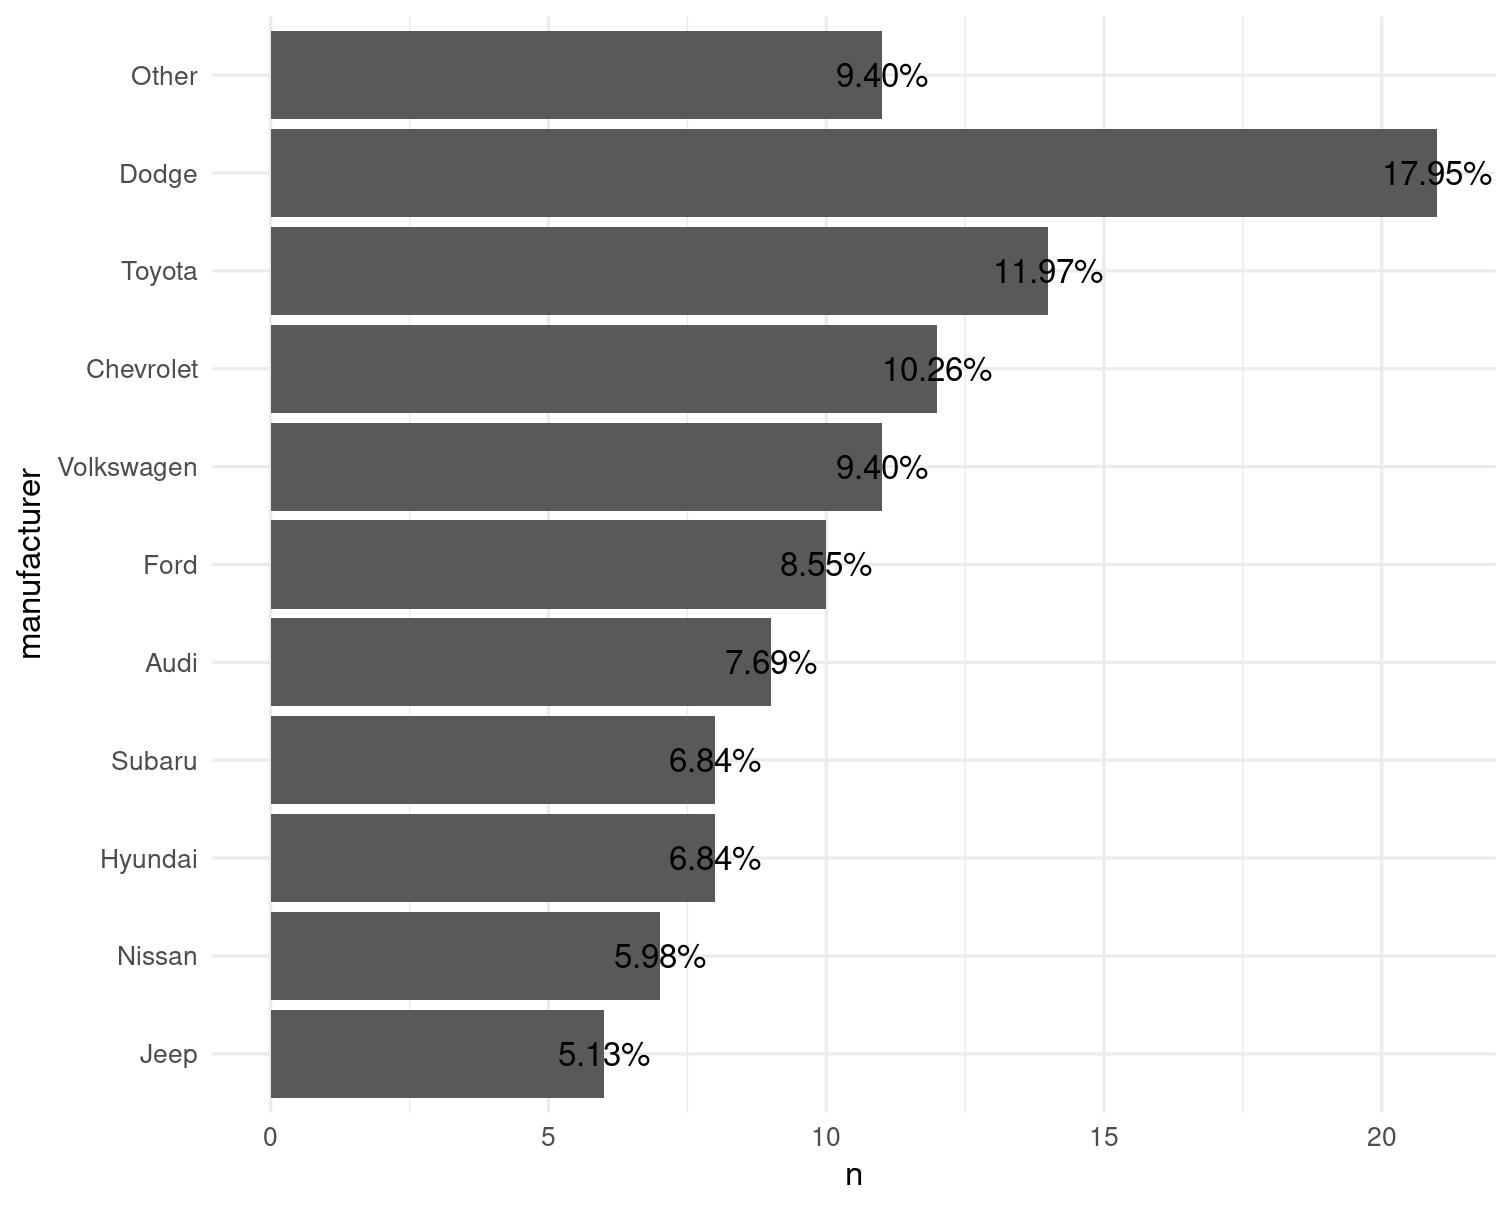 Other 9.40%
Dodge 17.95%
Toyota 11.97%
Chevrolet 10.26%
Volkswagen 9.40%
Ford 8.55%
Audi 7.69%
Subaru 6.84%
Hyundai 6.84%
Nissan 5.98%
Jeep 5.13%
manufacturer
0 5 10 15 20
n